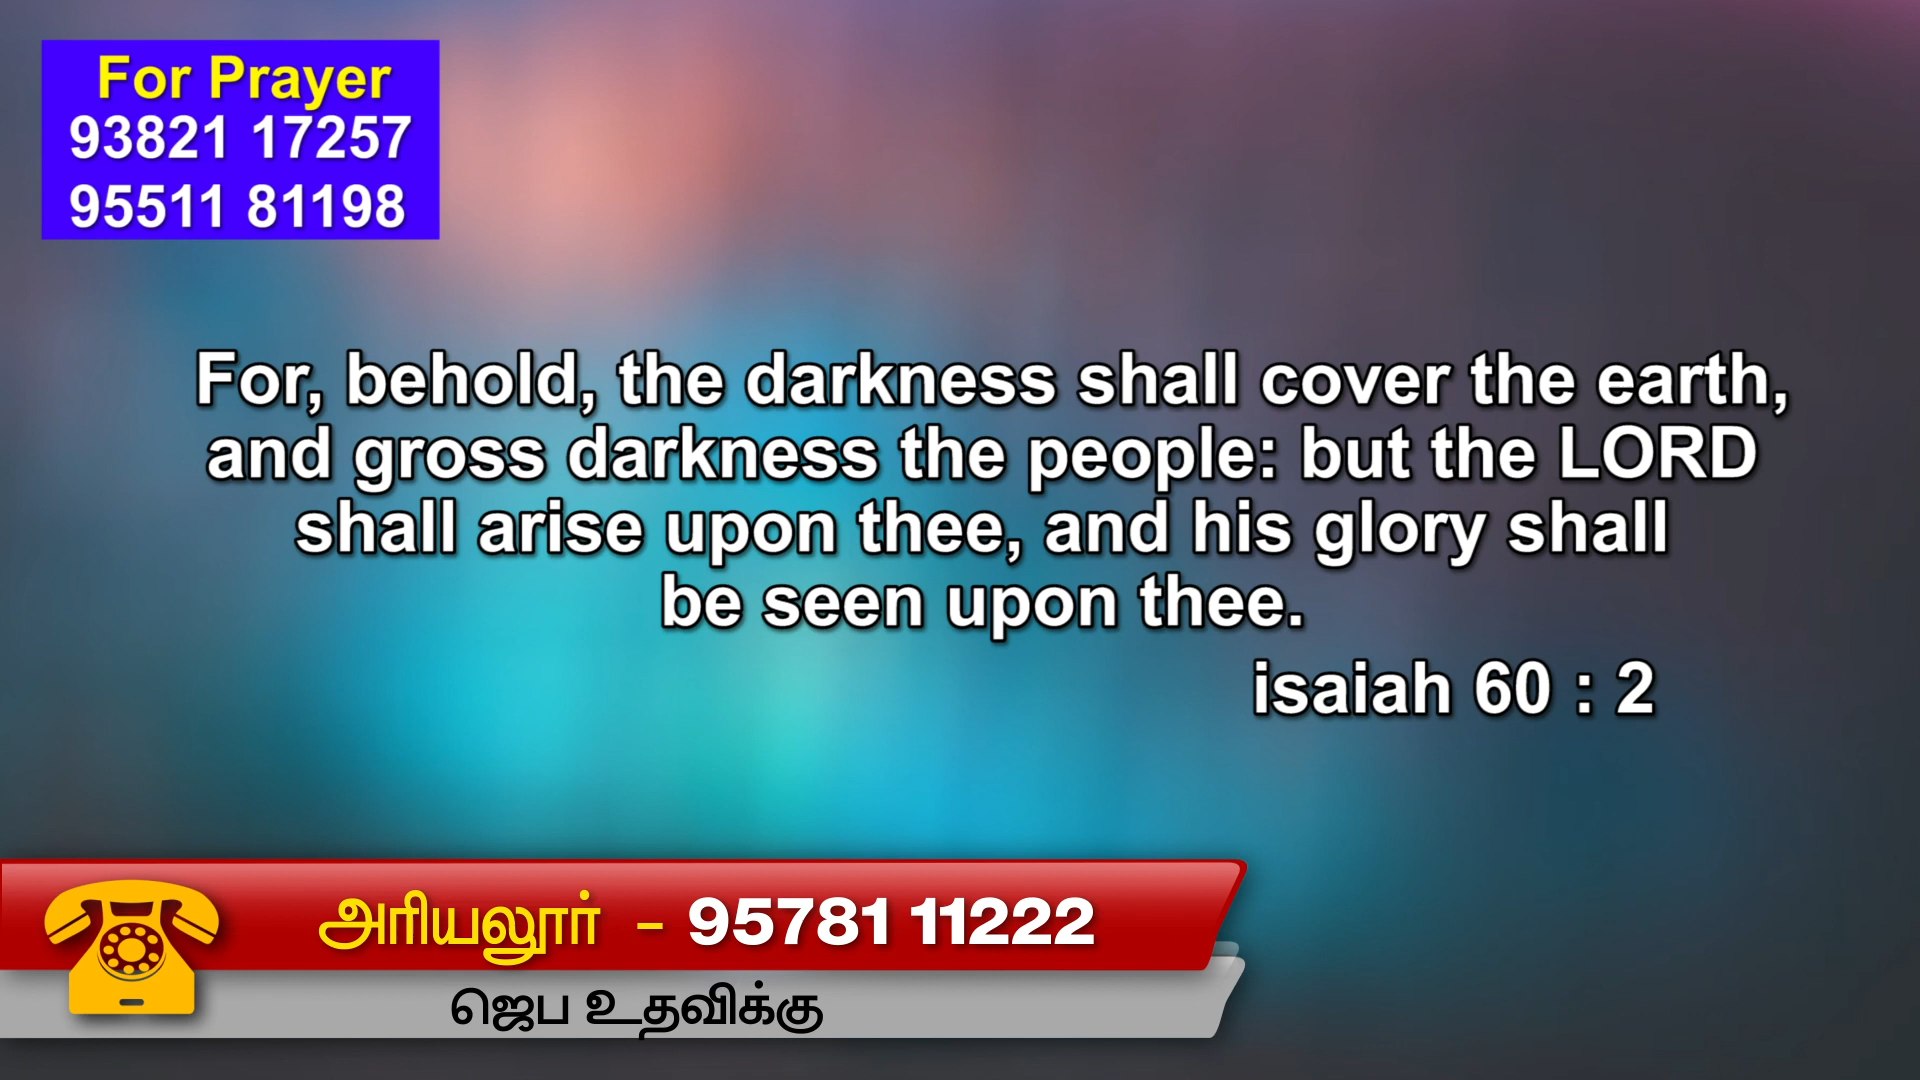 For Prayer
93821 17257
95511 81198
For, behold, the darkness shall cover the earth,
and gross darkness the people: but the LORD
shall arise upon thee, and his glory shall
be seen upon thee.
isaiah 60 : 2
அரியலூர் - 95781 11222
ஜெப உதவிக்கு